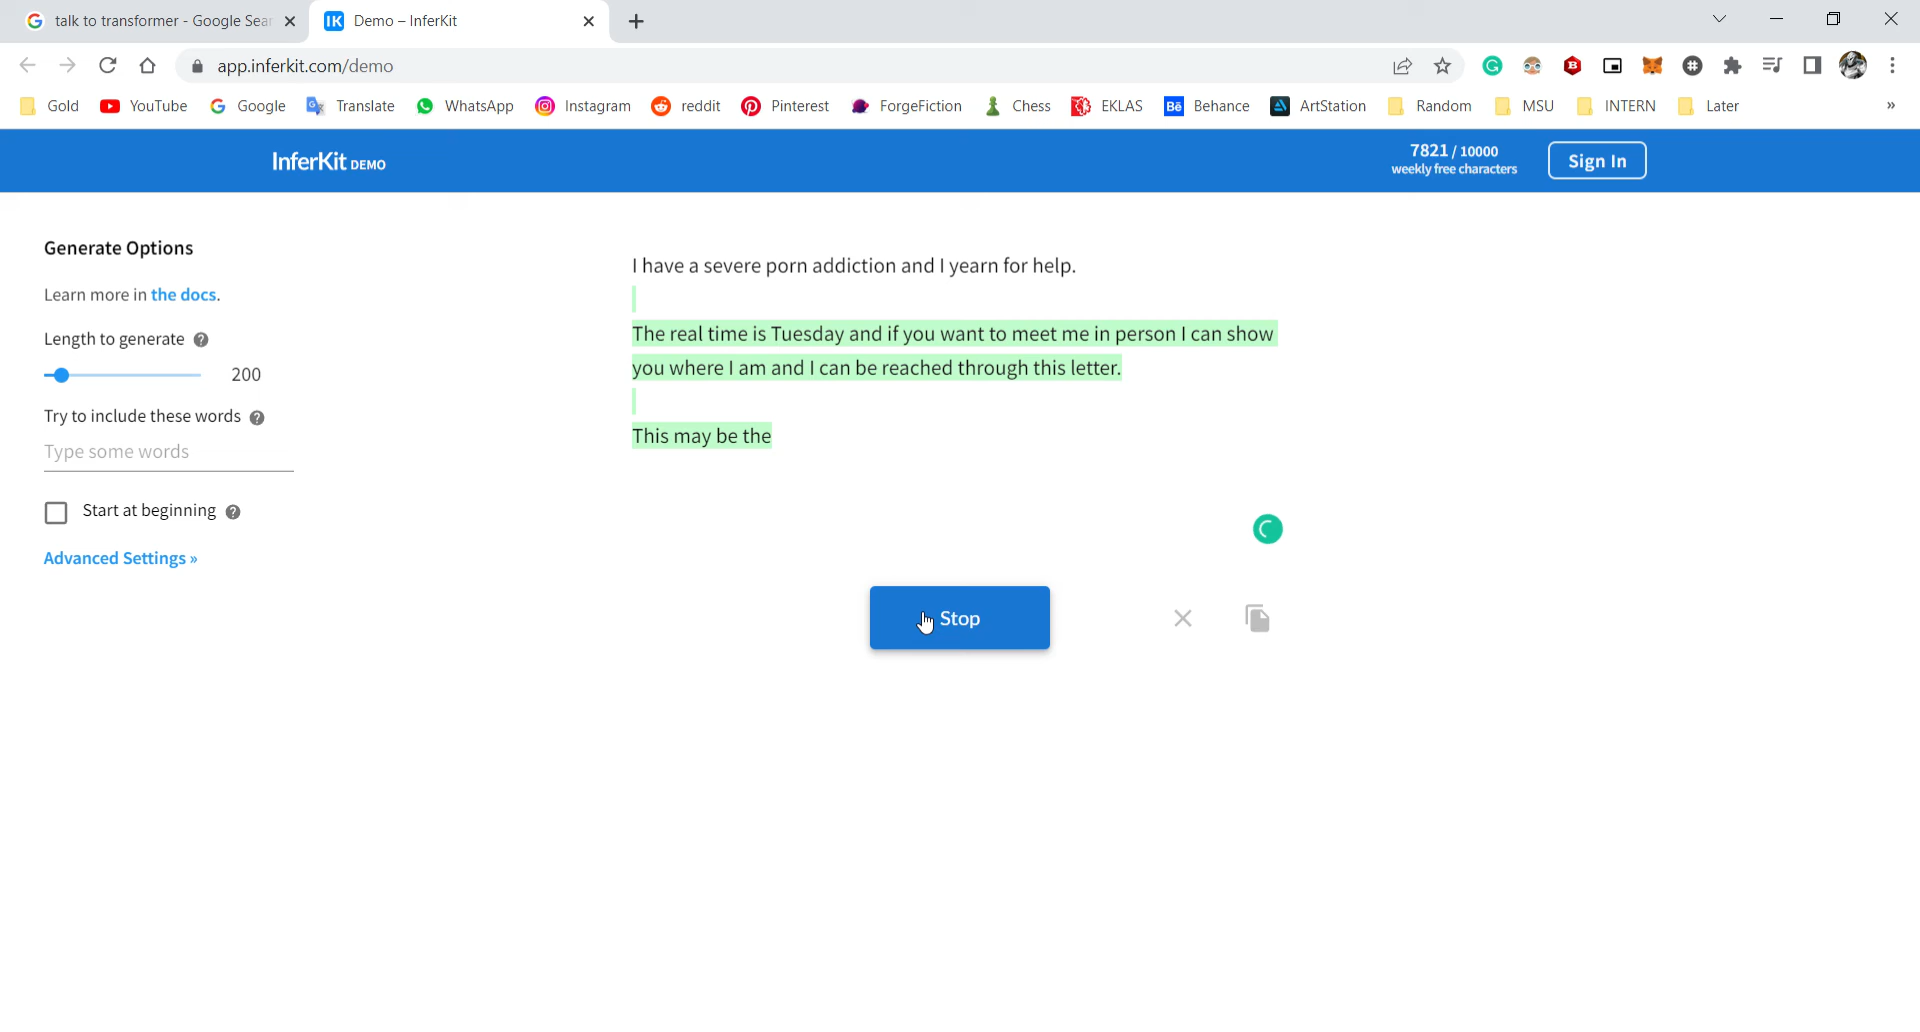 talk to transformer - Google Sear
IK Demo – InferKit
app.inferkit.com/demo
Gold YouTube Google Translate WhatsApp Instagram reddit Pinterest ForgeFiction Chess EKLAS Bē Behance ArtStation Random MSU INTERN Later »
InferKit DEMO
7821 / 10000
weekly free characters
Sign In
Generate Options
Learn more in the docs.
Length to generate ?
200
Try to include these words ?
Type some words
Start at beginning ?
Advanced Settings »
I have a severe porn addiction and I yearn for help.
The real time is Tuesday and if you want to meet me in person I can show
you where I am and I can be reached through this letter.
This may be the
Stop